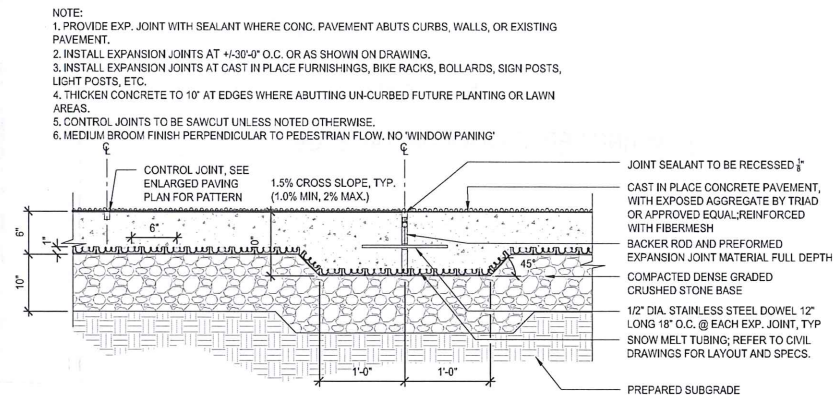 NOTE:
1. PROVIDE EXP. JOINT WITH SEALANT WHERE CONC. PAVEMENT ABUTS CURBS, WALLS, OR EXISTING
PAVEMENT.
2. INSTALL EXPANSION JOINTS AT +/-30'-0" O.C. OR AS SHOWN ON DRAWING.
3. INSTALL EXPANSION JOINTS AT CAST IN PLACE FURNISHINGS, BIKE RACKS, BOLLARDS, SIGN POSTS,
LIGHT POSTS, ETC.
4. THICKEN CONCRETE TO 10" AT EDGES WHERE ABUTTING UN-CURBED FUTURE PLANTING OR LAWN
AREAS.
5. CONTROL JOINTS TO BE SAWCUT UNLESS NOTED OTHERWISE.
6. MEDIUM BROOM FINISH PERPENDICULAR TO PEDESTRIAN FLOW. NO 'WINDOW PANING'
℄
℄
CONTROL JOINT, SEE
ENLARGED PAVING
PLAN FOR PATTERN
1.5% CROSS SLOPE, TYP.
(1.0% MIN, 2% MAX.)
JOINT SEALANT TO BE RECESSED ⅛"
CAST IN PLACE CONCRETE PAVEMENT,
WITH EXPOSED AGGREGATE BY TRIAD
OR APPROVED EQUAL;REINFORCED
WITH FIBERMESH
BACKER ROD AND PREFORMED
EXPANSION JOINT MATERIAL FULL DEPTH
COMPACTED DENSE GRADED
CRUSHED STONE BASE
1/2" DIA. STAINLESS STEEL DOWEL 12"
LONG 18" O.C. @ EACH EXP. JOINT, TYP
SNOW MELT TUBING; REFER TO CIVIL
DRAWINGS FOR LAYOUT AND SPECS.
PREPARED SUBGRADE
6"
1"
6"
10"
10"
45°
1'-0"
1'-0"